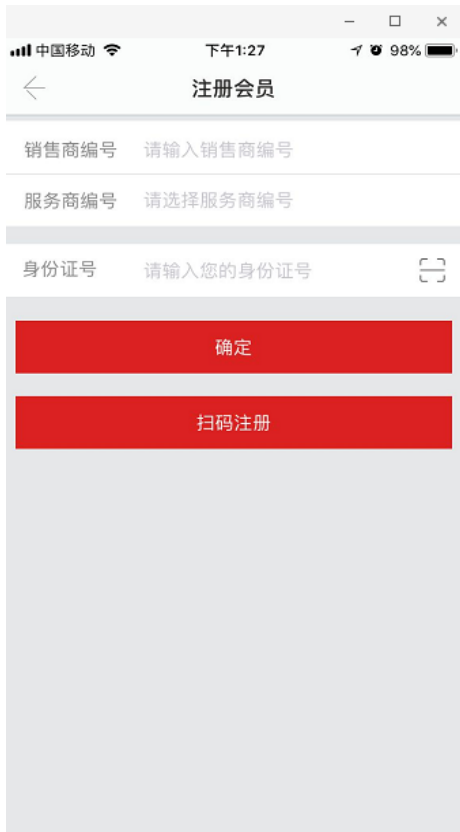 中国移动 下午1:27 98%
注册会员
销售商编号 请输入销售商编号
服务商编号 请选择服务商编号
身份证号 请输入您的身份证号
确定
扫码注册